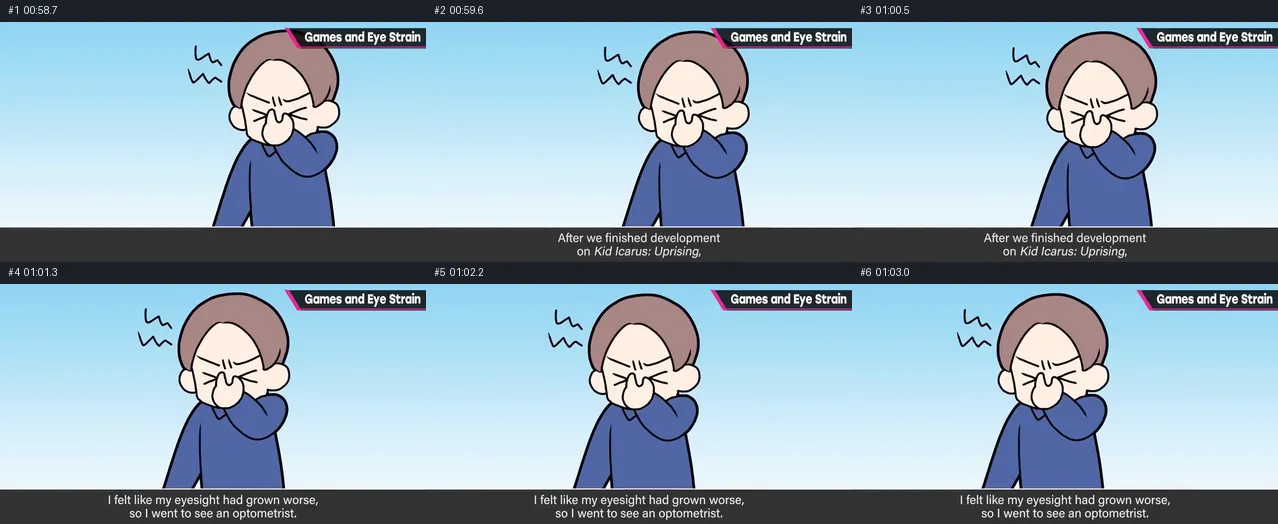 #1 00:58.7
Games and Eye Strain
#2 00:59.6
Games and Eye Strain
After we finished development
on Kid Icarus: Uprising,
#3 01:00.5
Games and Eye Strain
After we finished development
on Kid Icarus: Uprising,
#4 01:01.3
Games and Eye Strain
I felt like my eyesight had grown worse,
so I went to see an optometrist.
#5 01:02.2
Games and Eye Strain
I felt like my eyesight had grown worse,
so I went to see an optometrist.
#6 01:03.0
Games and Eye Strain
I felt like my eyesight had grown worse,
so I went to see an optometrist.